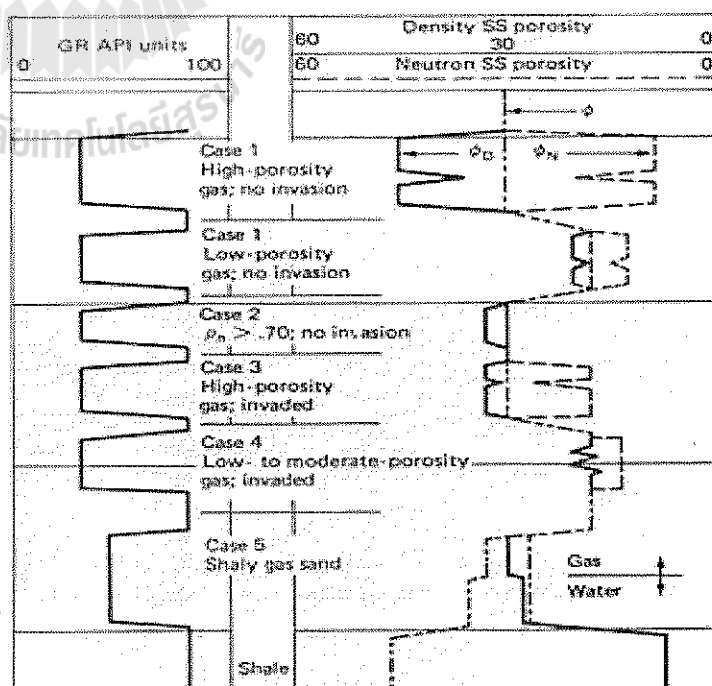 GR API units
0 100
60 Density SS porosity 0
30
60 Neutron SS porosity 0
ϕ
ϕD ϕN
Case 1
High-porosity
gas; no invasion
Case 1
Low-porosity
gas; no invasion
Case 2
> .70; no invasion
Case 3
High-porosity
gas; invaded
Case 4
Low- to moderate-porosity
gas; invaded
Case 5
Shaly gas sand
Gas
Water
Shale